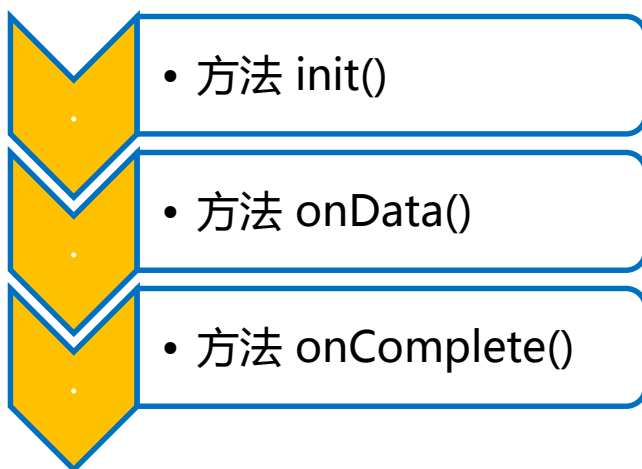 • 方法 init()
• 方法 onData()
• 方法 onComplete()